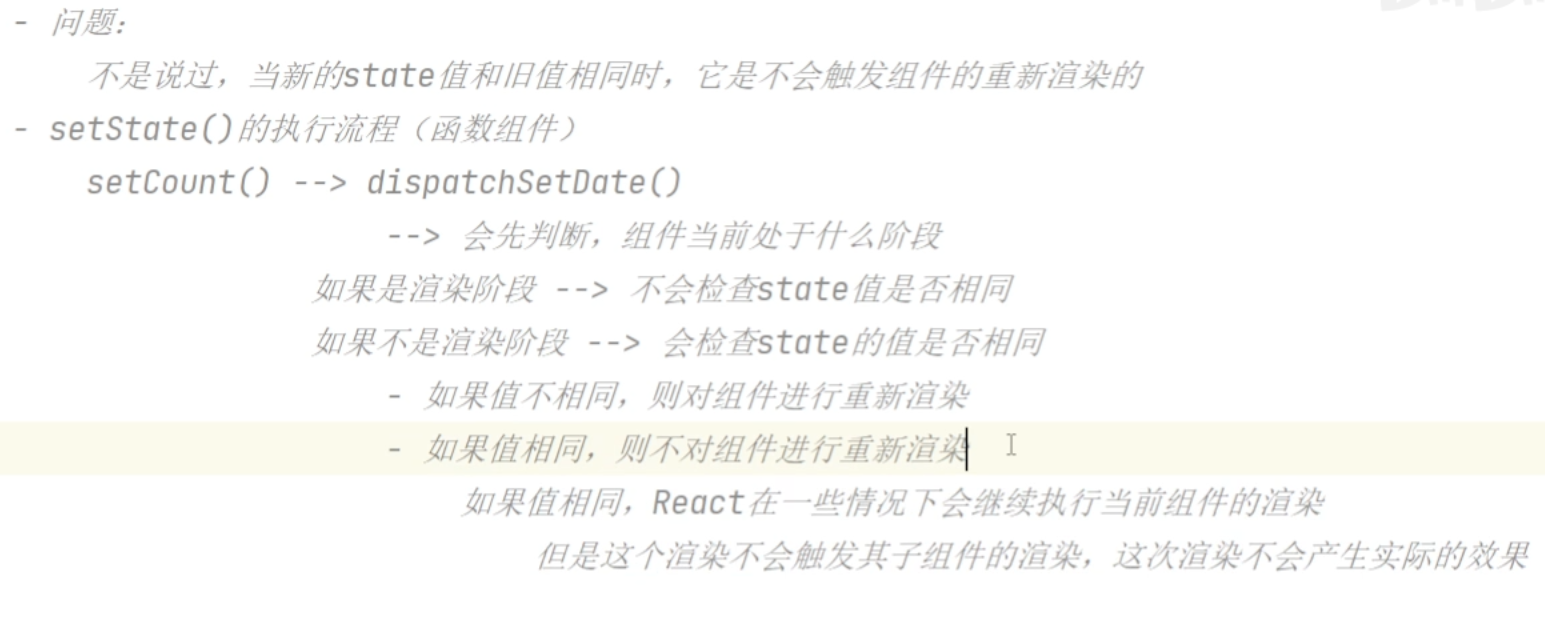 - 问题:
不是说过，当新的state值和旧值相同时，它是不会触发组件的重新渲染的
- setState()的执行流程（函数组件）
setCount() --> dispatchSetDate()
--> 会先判断，组件当前处于什么阶段
如果是渲染阶段 --> 不会检查state值是否相同
如果不是渲染阶段 --> 会检查state的值是否相同
- 如果值不相同，则对组件进行重新渲染
- 如果值相同，则不对组件进行重新渲染
如果值相同，React在一些情况下会继续执行当前组件的渲染
但是这个渲染不会触发其子组件的渲染，这次渲染不会产生实际的效果